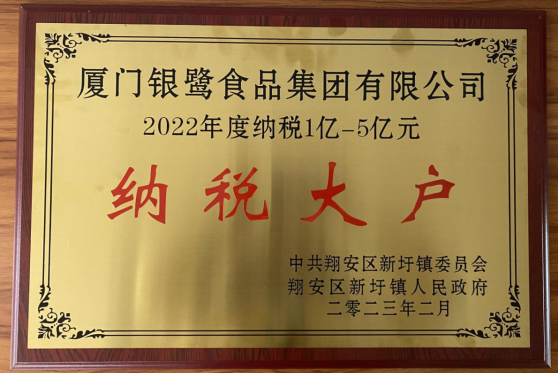 厦门银鹭食品集团有限公司
2022年度纳税1亿-5亿元
纳税大户
中共翔安区新圩镇委员会
翔安区新圩镇人民政府
二零二三年二月